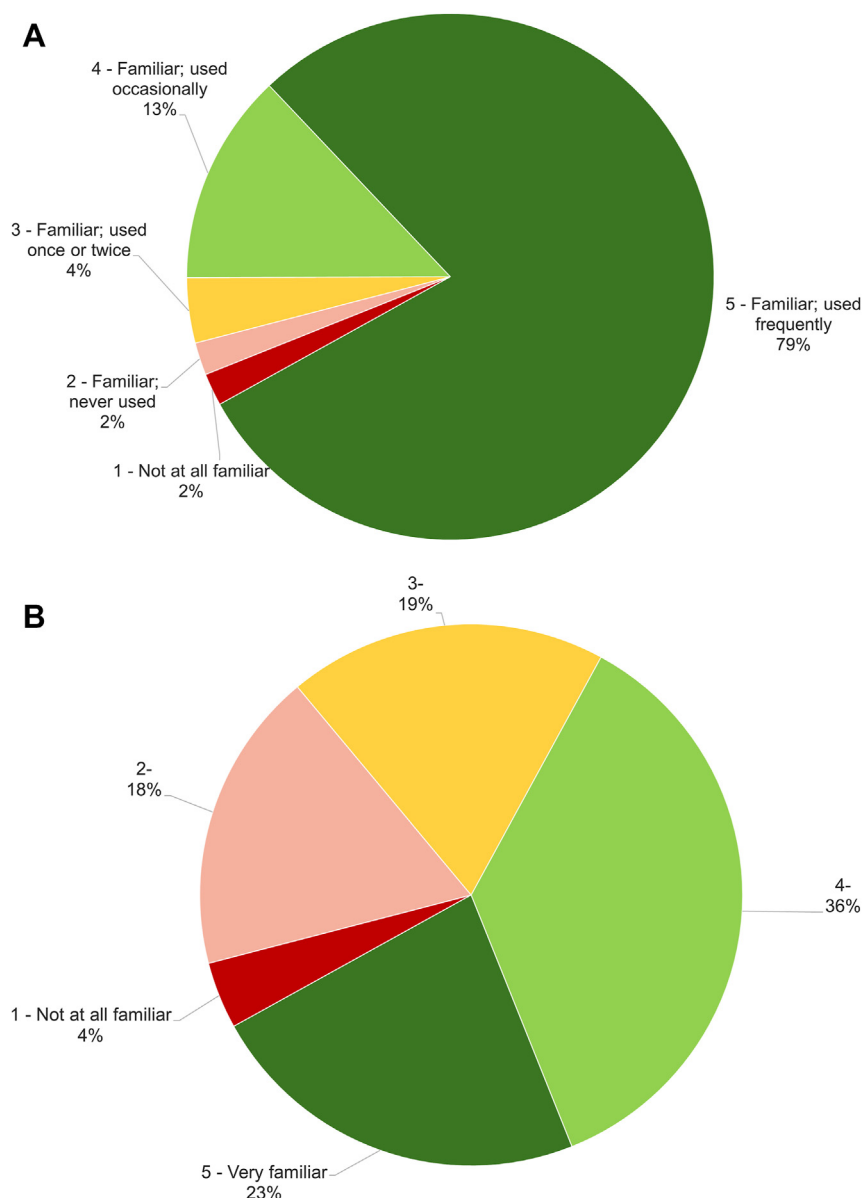 A
4 - Familiar; used
occasionally
13%
3 - Familiar; used
once or twice
4%
5 - Familiar; used
frequently
79%
2 - Familiar;
never used
2%
1 - Not at all familiar
2%
B
3-
19%
2-
18%
4-
36%
1 - Not at all familiar
4%
5 - Very familiar
23%